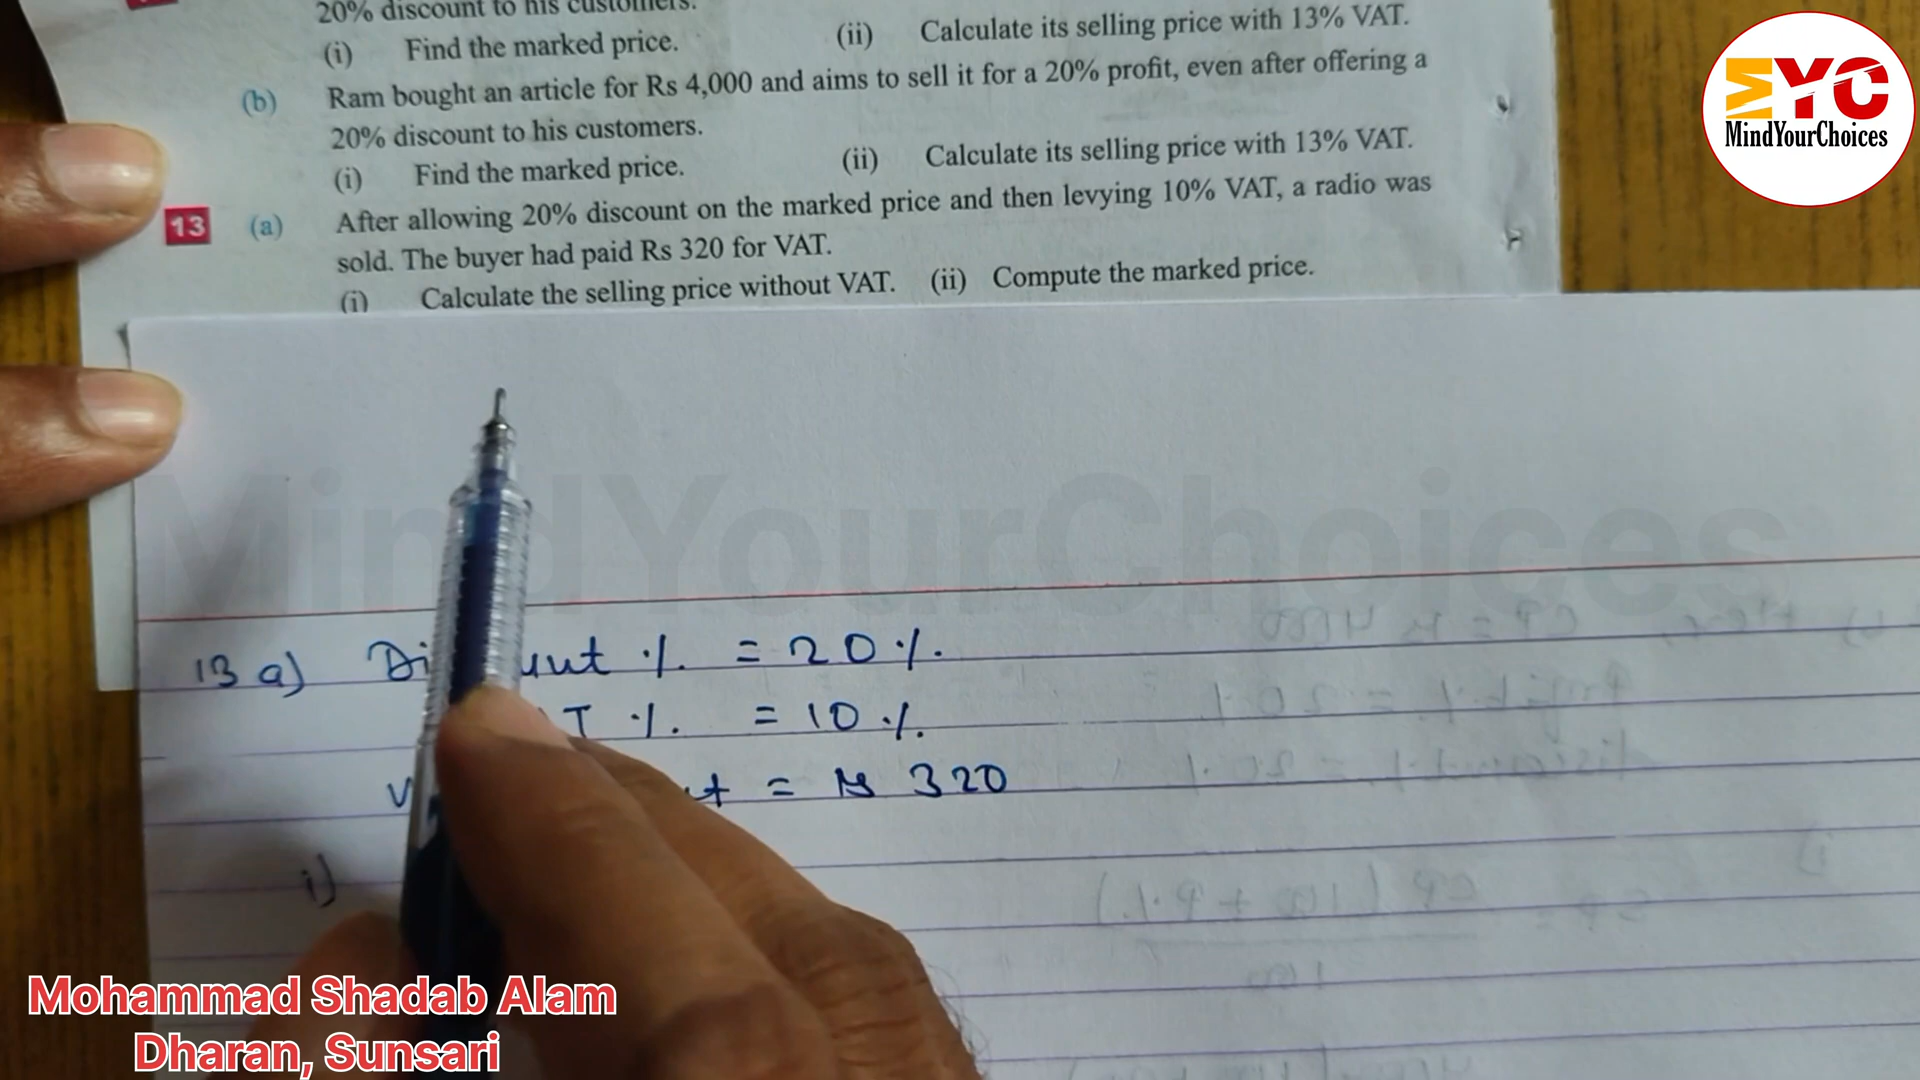 20% discount to his customers.
(i) Find the marked price. (ii) Calculate its selling price with 13% VAT.
(b) Ram bought an article for Rs 4,000 and aims to sell it for a 20% profit, even after offering a
20% discount to his customers.
(i) Find the marked price. (ii) Calculate its selling price with 13% VAT.
13 (a) After allowing 20% discount on the marked price and then levying 10% VAT, a radio was
sold. The buyer had paid Rs 320 for VAT.
(i) Calculate the selling price without VAT. (ii) Compute the marked price.
MYC
MindYourChoices
MindYourChoices
13 a) % = 20%
% = 10%
= Rs 320
i)
Mohammad Shadab Alam
Dharan, Sunsari